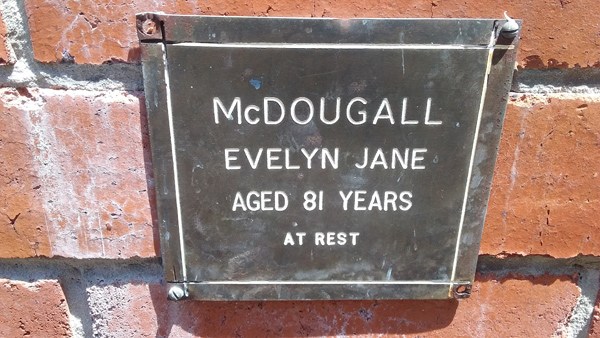 McDOUGALL
EVELYN JANE
AGED 81 YEARS
AT REST